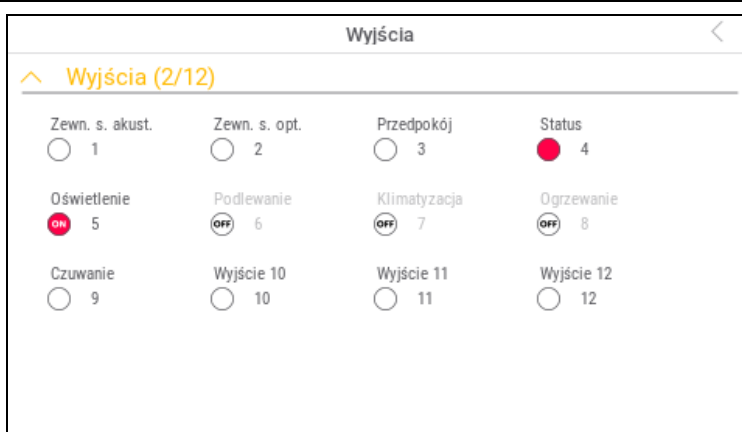 Wyjścia
Wyjścia (2/12)
Zewn. s. akust. Zewn. s. opt. Przedpokój Status
1 2 3 4
Oświetlenie Podlewanie Klimatyzacja Ogrzewanie
ON 5 OFF 6 OFF 7 OFF 8
Czuwanie Wyjście 10 Wyjście 11 Wyjście 12
9 10 11 12